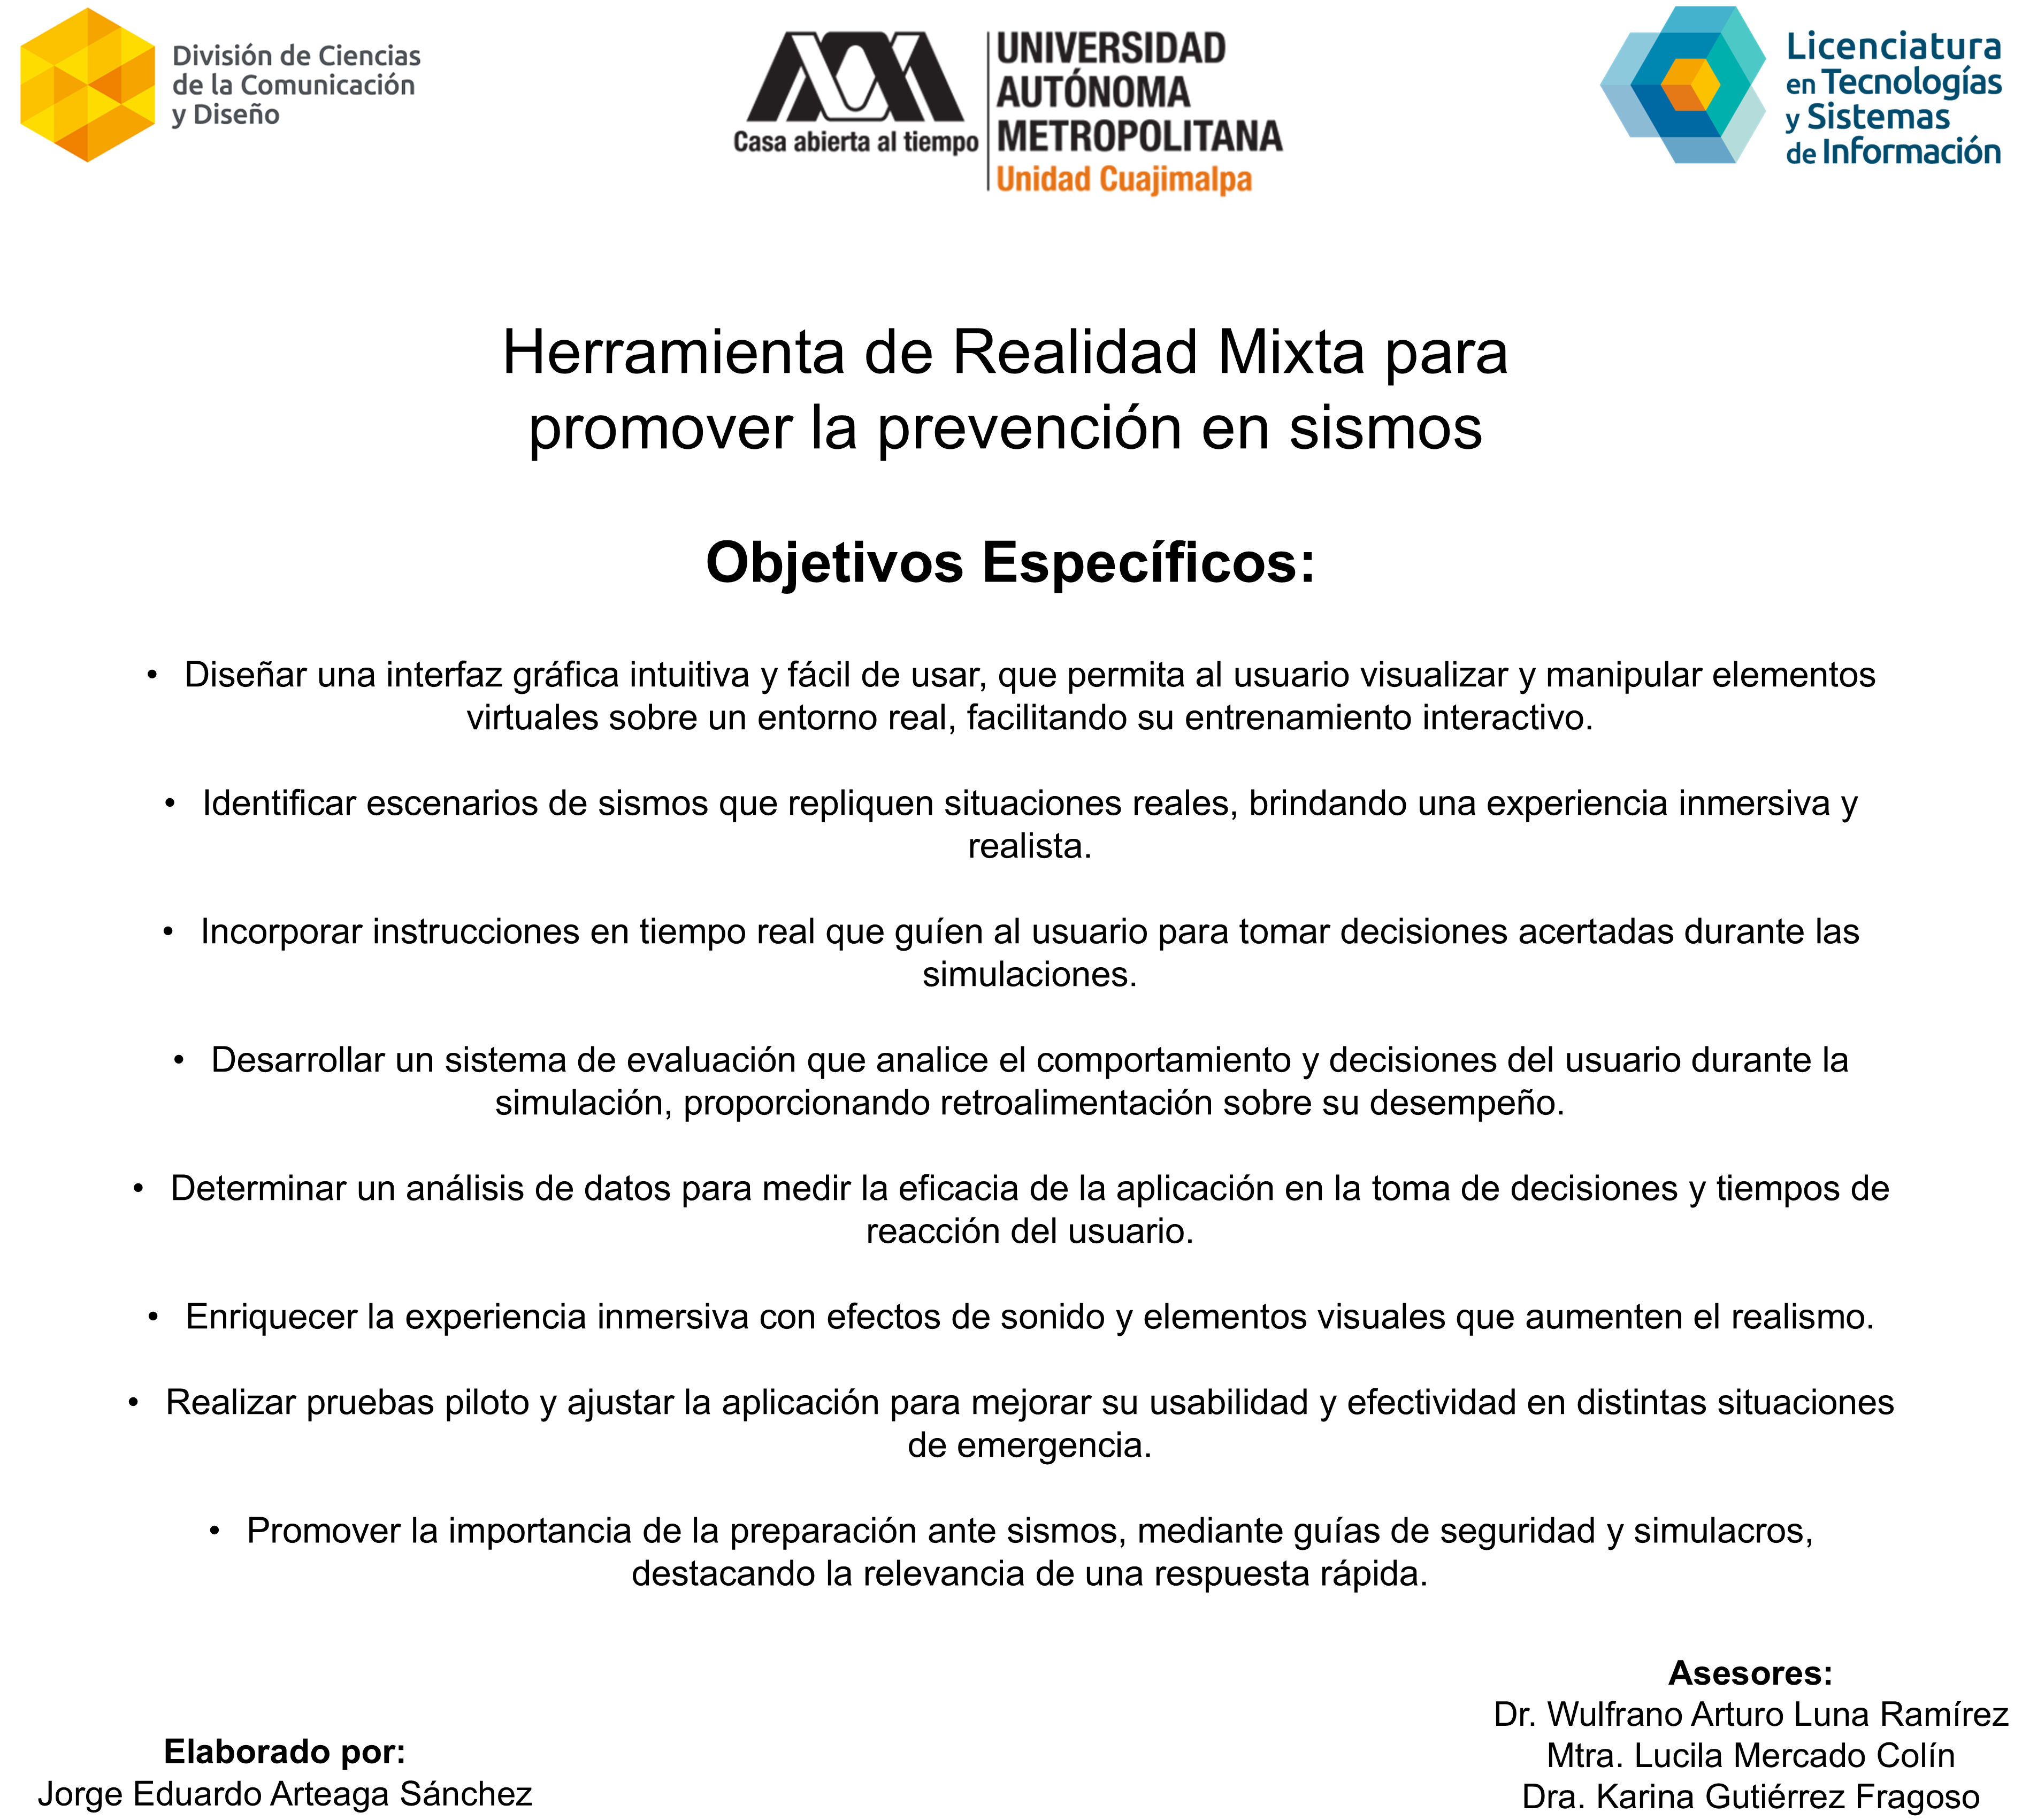 División de Ciencias
de la Comunicación
y Diseño
Casa abierta al tiempo
UNIVERSIDAD
AUTÓNOMA
METROPOLITANA
Unidad Cuajimalpa
Licenciatura
en Tecnologías
y Sistemas
de Información
Herramienta de Realidad Mixta para
promover la prevención en sismos
Objetivos Específicos:
• Diseñar una interfaz gráfica intuitiva y fácil de usar, que permita al usuario visualizar y manipular elementos
virtuales sobre un entorno real, facilitando su entrenamiento interactivo.
• Identificar escenarios de sismos que repliquen situaciones reales, brindando una experiencia inmersiva y
realista.
• Incorporar instrucciones en tiempo real que guíen al usuario para tomar decisiones acertadas durante las
simulaciones.
• Desarrollar un sistema de evaluación que analice el comportamiento y decisiones del usuario durante la
simulación, proporcionando retroalimentación sobre su desempeño.
• Determinar un análisis de datos para medir la eficacia de la aplicación en la toma de decisiones y tiempos de
reacción del usuario.
• Enriquecer la experiencia inmersiva con efectos de sonido y elementos visuales que aumenten el realismo.
• Realizar pruebas piloto y ajustar la aplicación para mejorar su usabilidad y efectividad en distintas situaciones
de emergencia.
• Promover la importancia de la preparación ante sismos, mediante guías de seguridad y simulacros,
destacando la relevancia de una respuesta rápida.
Elaborado por:
Jorge Eduardo Arteaga Sánchez
Asesores:
Dr. Wulfrano Arturo Luna Ramírez
Mtra. Lucila Mercado Colín
Dra. Karina Gutiérrez Fragoso